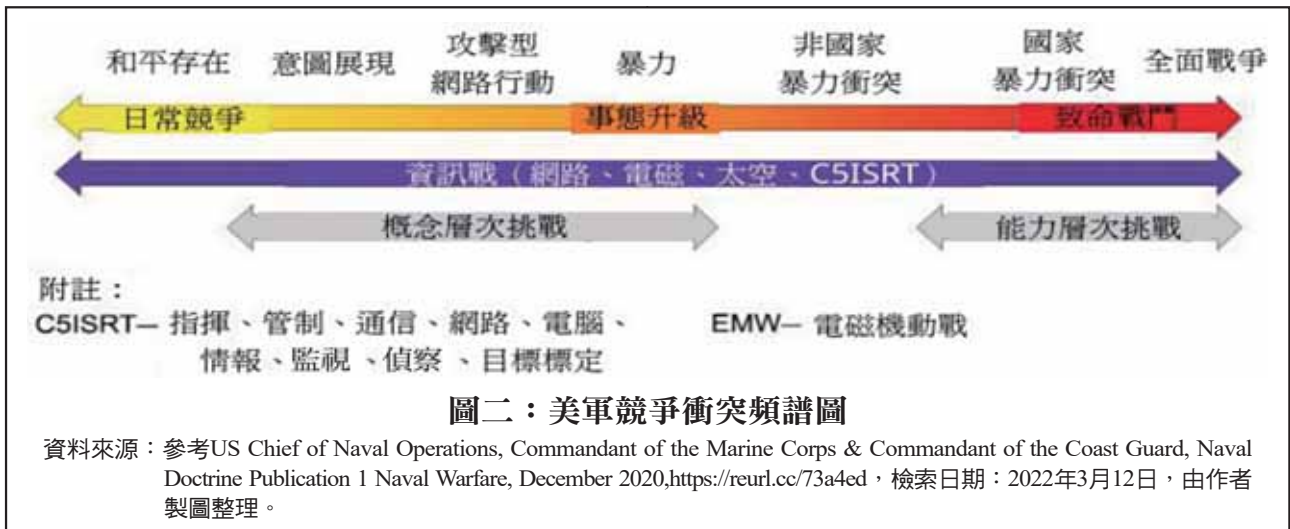 和平存在 意圖展現 攻擊型 網路行動 暴力 非國家 暴力衝突 國家 暴力衝突 全面戰爭
日常競爭 事態升級 致命戰鬥
資訊戰(網路、電磁、太空、C5ISRT)
概念層次挑戰 能力層次挑戰
附註:
C5ISRT— 指揮、管制、通信、網路、電腦、 EMW— 電磁機動戰
情報、監視、偵察、目標標定
圖二:美軍競爭衝突頻譜圖
資料來源:參考US Chief of Naval Operations, Commandant of the Marine Corps & Commandant of the Coast Guard, Naval
Doctrine Publication 1 Naval Warfare, December 2020,https://reurl.cc/73a4ed,檢索日期:2022年3月12日,由作者
製圖整理。